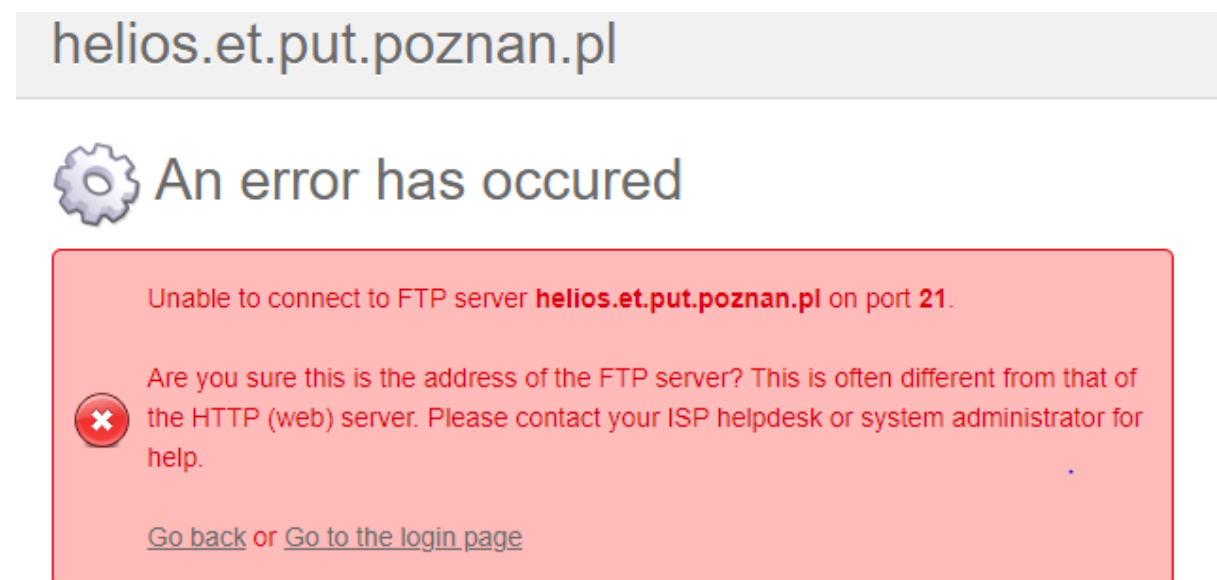 helios.et.put.poznan.pl
An error has occured
Unable to connect to FTP server helios.et.put.poznan.pl on port 21.
Are you sure this is the address of the FTP server? This is often different from that of
the HTTP (web) server. Please contact your ISP helpdesk or system administrator for
help.
Go back or Go to the login page